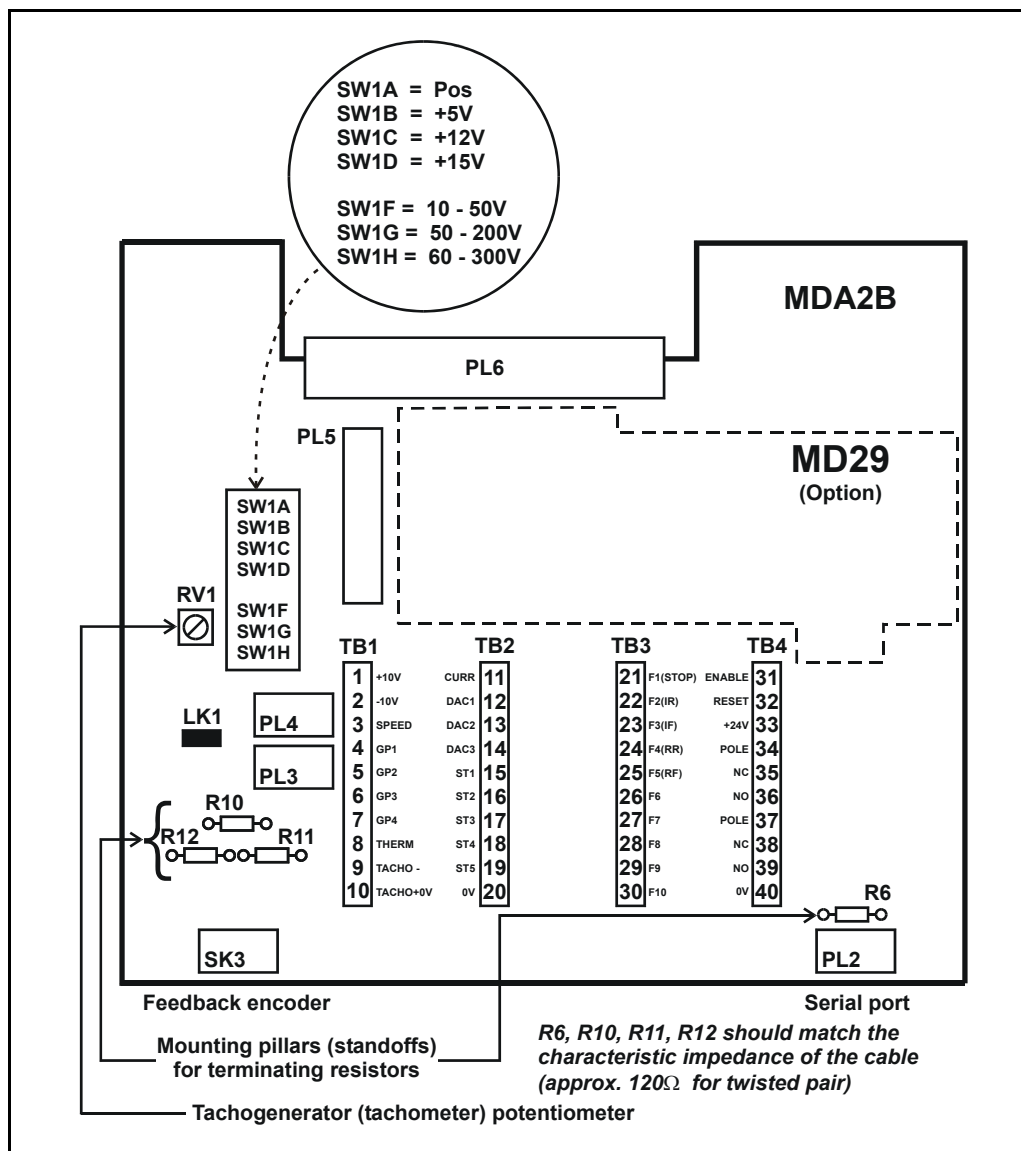 SW1A = Pos
SW1B = +5V
SW1C = +12V
SW1D = +15V
SW1F = 10 - 50V
SW1G = 50 - 200V
SW1H = 60 - 300V
MDA2B
PL6
PL5
MD29
(Option)
SW1A
SW1B
SW1C
SW1D
SW1F
SW1G
SW1H
RV1
LK1
PL4
PL3
R10
R12
R11
TB1
1 +10V
2 -10V
3 SPEED
4 GP1
5 GP2
6 GP3
7 GP4
8 THERM
9 TACHO -
10 TACHO+0V
TB2
CURR 11
DAC1 12
DAC2 13
DAC3 14
ST1 15
ST2 16
ST3 17
ST4 18
ST5 19
0V 20
TB3
21 F1(STOP)
22 F2(IR)
23 F3(IF)
24 F4(RR)
25 F5(RF)
26 F6
27 F7
28 F8
29 F9
30 F10
TB4
ENABLE 31
RESET 32
+24V 33
POLE 34
NC 35
NO 36
POLE 37
NC 38
NO 39
0V 40
R6
SK3
PL2
Feedback encoder
Serial port
Mounting pillars (standoffs)
for terminating resistors
R6, R10, R11, R12 should match the
characteristic impedance of the cable
(approx. 120Ω for twisted pair)
Tachogenerator (tachometer) potentiometer